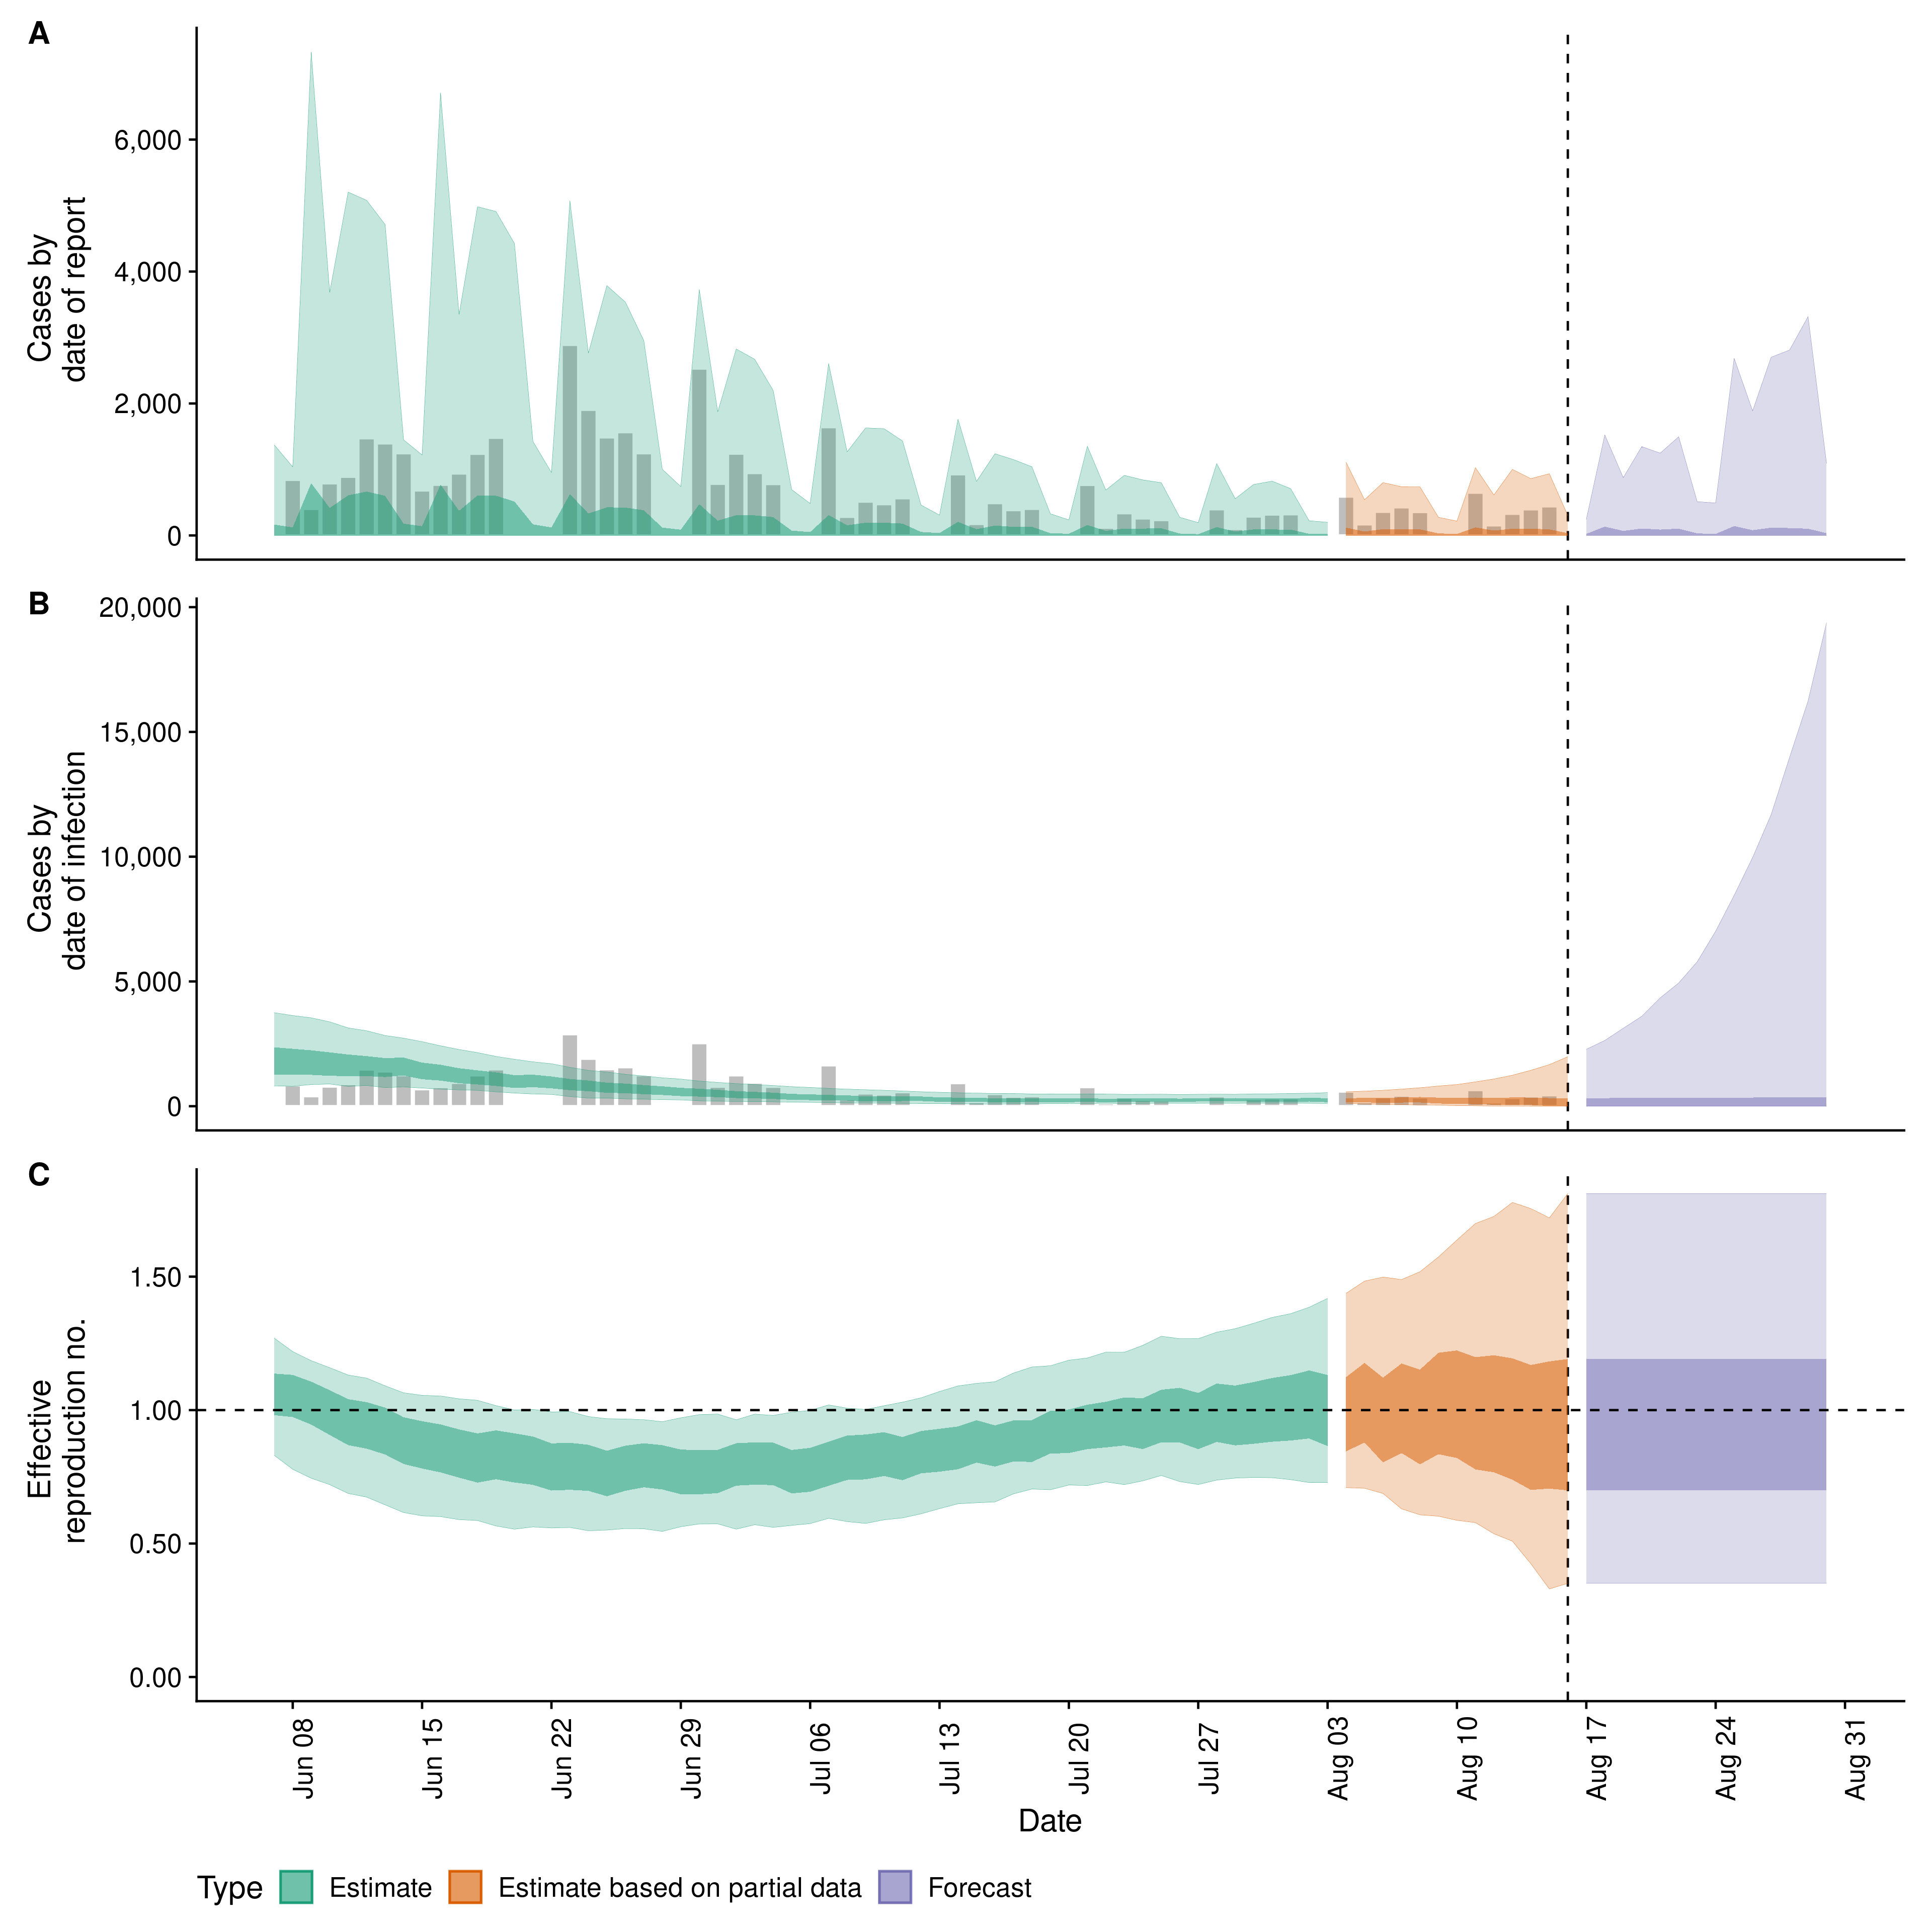 A
Cases by
date of report
6,000
4,000
2,000
0
B
Cases by
date of infection
20,000
15,000
10,000
5,000
0
C
Effective
reproduction no.
1.50
1.00
0.50
0.00
Jun 08
Jun 15
Jun 22
Jun 29
Jul 06
Jul 13
Jul 20
Jul 27
Aug 03
Aug 10
Aug 17
Aug 24
Aug 31
Date
Type Estimate Estimate based on partial data Forecast